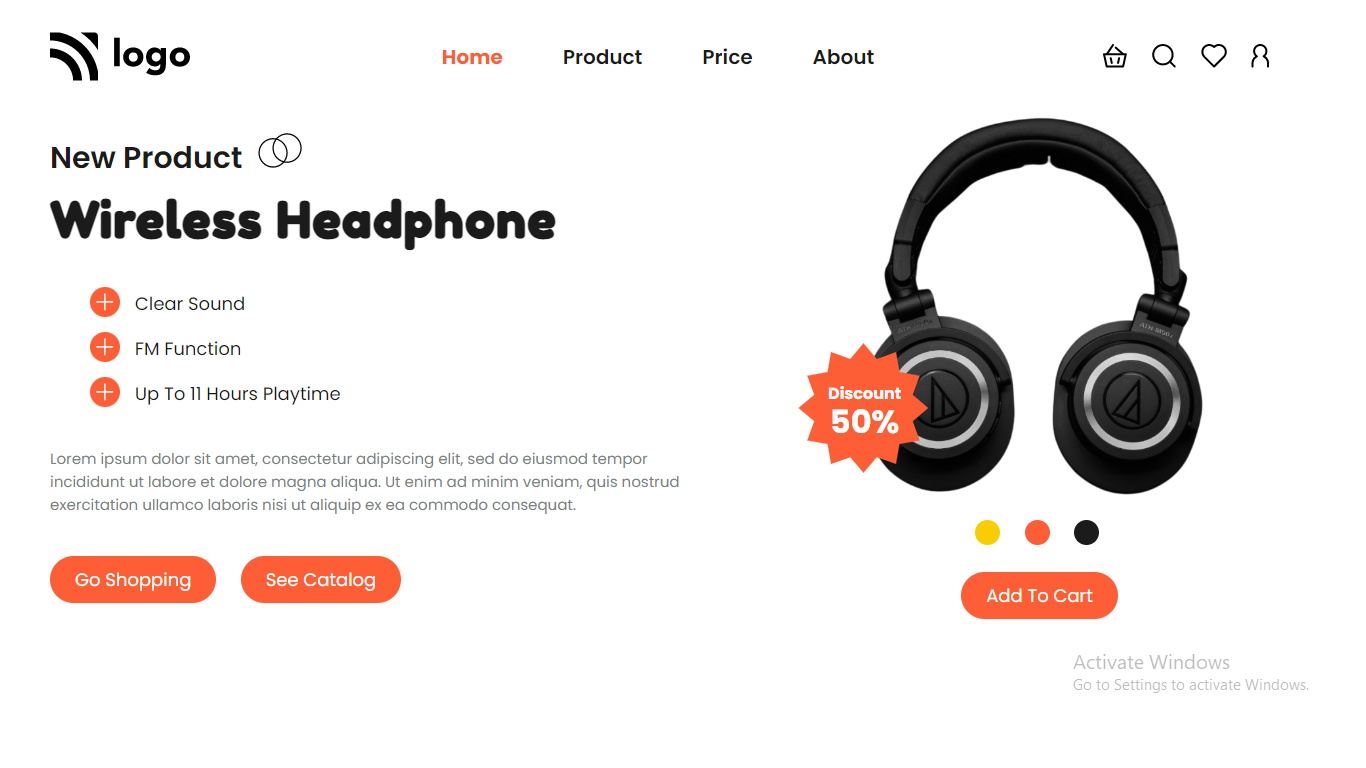 logo
Home Product Price About
New Product
Wireless Headphone
Clear Sound
FM Function
Up To 11 Hours Playtime
Lorem ipsum dolor sit amet, consectetur adipiscing elit, sed do eiusmod tempor
incididunt ut labore et dolore magna aliqua. Ut enim ad minim veniam, quis nostrud
exercitation ullamco laboris nisi ut aliquip ex ea commodo consequat.
Go Shopping
See Catalog
Discount
50%
Add To Cart
Activate Windows
Go to Settings to activate Windows.